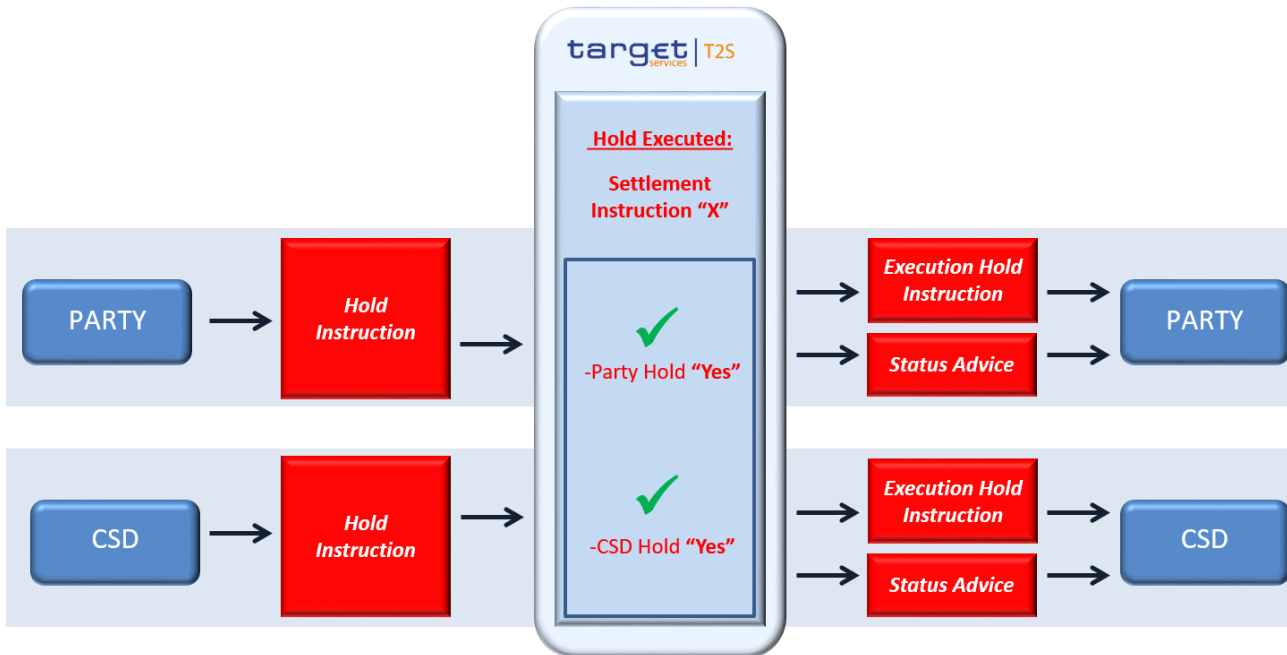 target | T2S
services
Hold Executed:
Settlement
Instruction “X”
PARTY
Hold
Instruction
-Party Hold “Yes”
Execution Hold
Instruction
Status Advice
PARTY
CSD
Hold
Instruction
-CSD Hold “Yes”
Execution Hold
Instruction
Status Advice
CSD